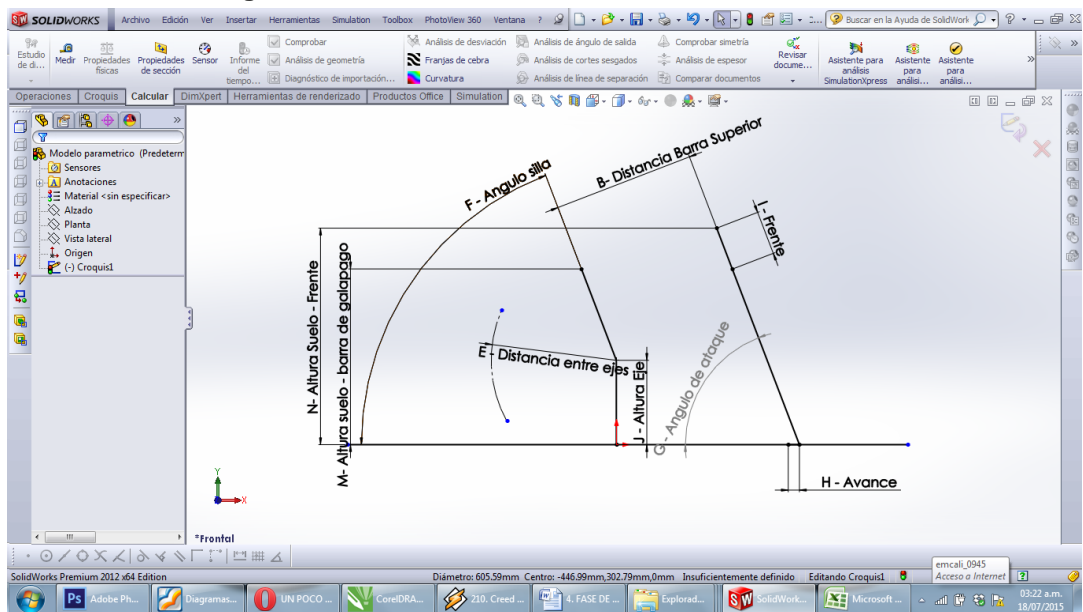 SOLIDWORKS Archivo Edición Ver Insertar Herramientas Simulation Toolbox PhotoView 360 Ventana ? Buscar en la Ayuda de SolidWork
Estudio de di... Medir Propiedades físicas Propiedades de sección Sensor Informe del tiempo...
Comprobar
Análisis de geometría
Diagnóstico de importación...
Análisis de desviación
Franjas de cebra
Curvatura
Análisis de ángulo de salida
Análisis de cortes sesgados
Análisis de línea de separación
Comprobar simetría
Análisis de espesor
Comparar documentos
Revisar docume...
Asistente para análisis SimulationXpress
Asistente para análisi...
Asistente para análisi...
Operaciones Croquis Calcular DimXpert Herramientas de renderizado Productos Office Simulation
Modelo parametrico (Predeterm
Sensores
Anotaciones
Material <sin especificar>
Alzado
Planta
Vista lateral
Origen
(-) Croquis1
F - Angulo silla
B- Distancia Barra Superior
I - Frente
N- Altura Suelo - Frente
M- Altura suelo - barra de galapago
E - Distancia entre ejes
J - Altura Eje
G - Angulo de ataque
H - Avance
Y
X
*Frontal
SolidWorks Premium 2012 x64 Edition
Diámetro: 605.59mm Centro: -446.99mm,302.79mm,0mm Insuficientemente definido Editando Croquis1
emcali_0945
Acceso a Internet
Adobe Ph... Diagramas... UN POCO ... CorelDRA... 210. Creed ... 4. FASE DE ... Explorad... SolidWork... Microsoft ...
03:22 a.m.
18/07/2015